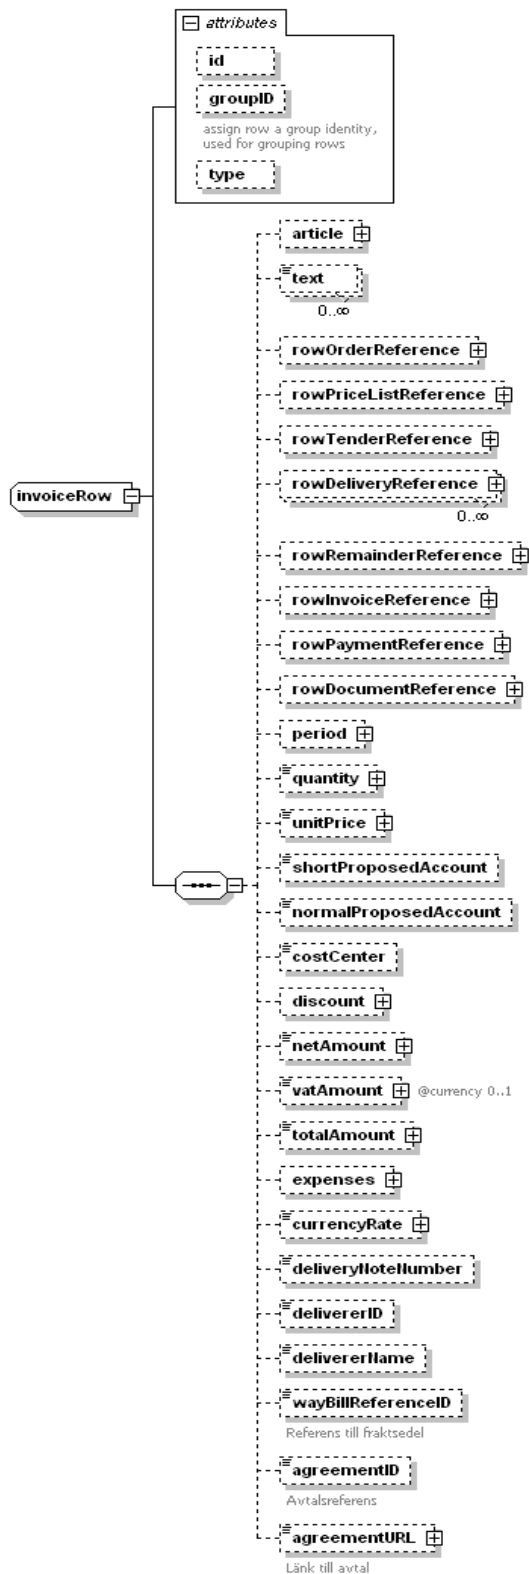 attributes
id
groupID
assign row a group identity,
used for grouping rows
type
article
text
0..∞
rowOrderReference
rowPriceListReference
rowTenderReference
invoiceRow
rowDeliveryReference
0..∞
rowRemainderReference
rowInvoiceReference
rowPaymentReference
rowDocumentReference
period
quantity
unitPrice
shortProposedAccount
normalProposedAccount
costCenter
discount
netAmount
vatAmount @currency 0..1
totalAmount
expenses
currencyRate
deliveryNoteNumber
delivererID
delivererName
wayBillReferenceID
Referens till fraktsedel
agreementID
Avtalsreferens
agreementURL
Länk till avtal